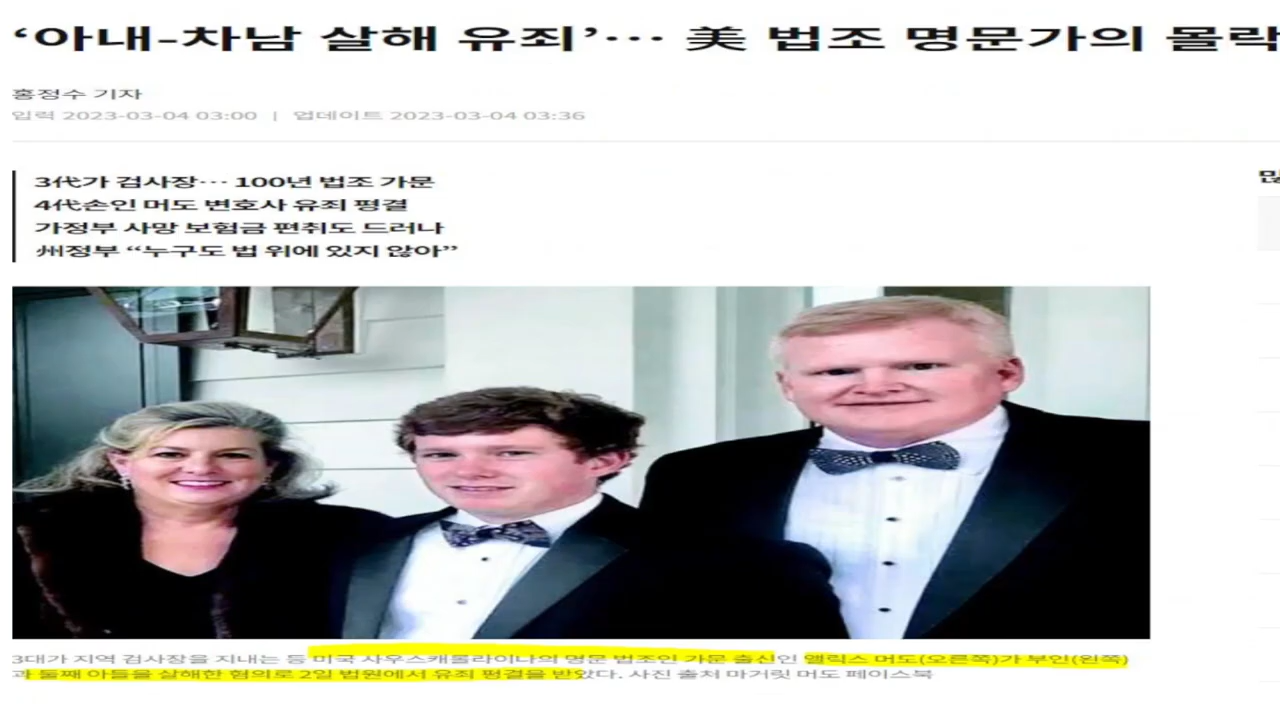 ‘아내-차남 살해 유죄’… 美 법조 명문가의 몰락
홍정수 기자
입력 2023-03-04 03:00 | 업데이트 2023-03-04 03:36
3代가 검사장… 100년 법조 가문
4代손인 머도 변호사 유죄 평결
가정부 사망 보험금 편취도 드러나
州정부 “누구도 법 위에 있지 않아”
3대가 지역 검사장을 지내는 등 미국 사우스캐롤라이나의 명문 법조인 가문 출신인 앨릭스 머도(오른쪽)가 부인(왼쪽)
과 둘째 아들을 살해한 혐의로 2일 법원에서 유죄 평결을 받았다. 사진 출처 마거릿 머도 페이스북